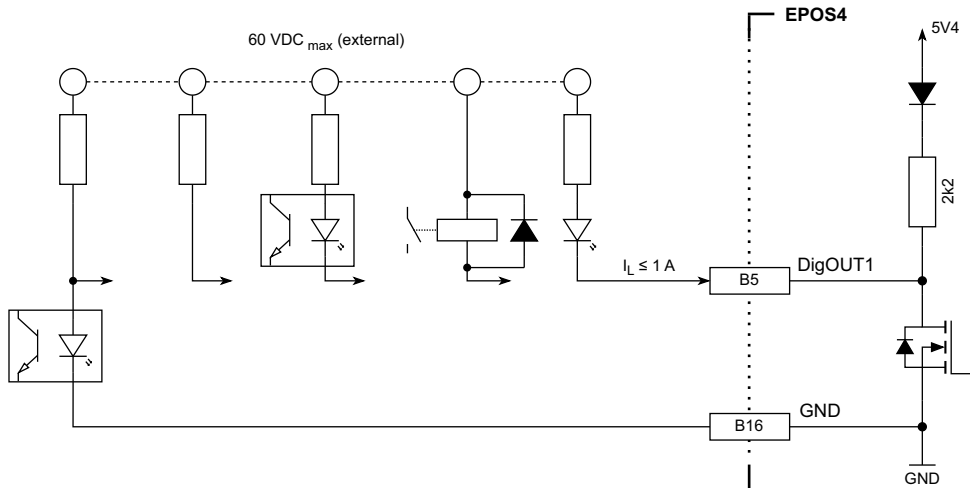 EPOS4
60 VDC max (external)
5V4
2k2
IL ≤ 1 A
B5
DigOUT1
B16
GND
GND